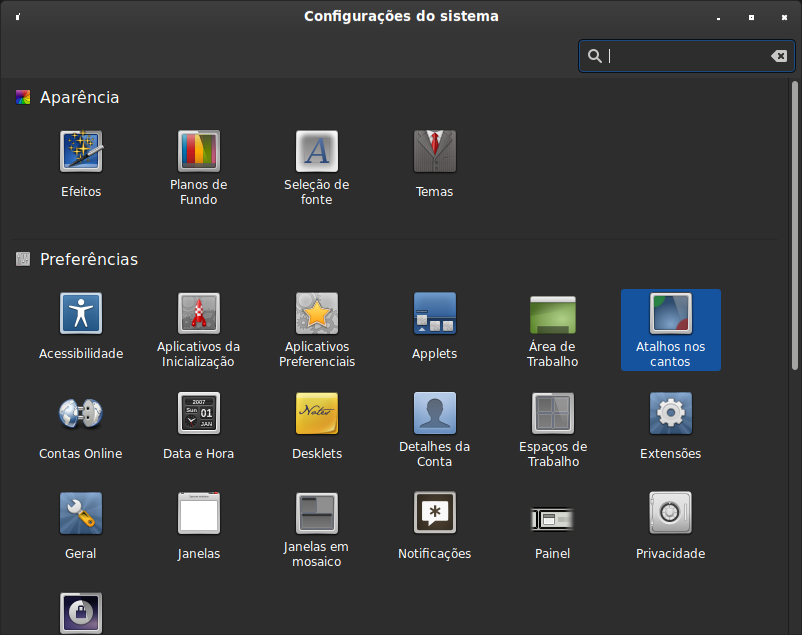 Configurações do sistema
Aparência
Efeitos
Planos de
Fundo
Seleção de
fonte
Temas
Preferências
Acessibilidade
Aplicativos da
Inicialização
Aplicativos
Preferenciais
Applets
Área de
Trabalho
Atalhos nos
cantos
Contas Online
2007
Sun 01
JAN
Data e Hora
Notes
Desklets
Detalhes da
Conta
Espaços de
Trabalho
Extensões
Geral
Janelas
Janelas em
mosaico
Notificações
Painel
Privacidade